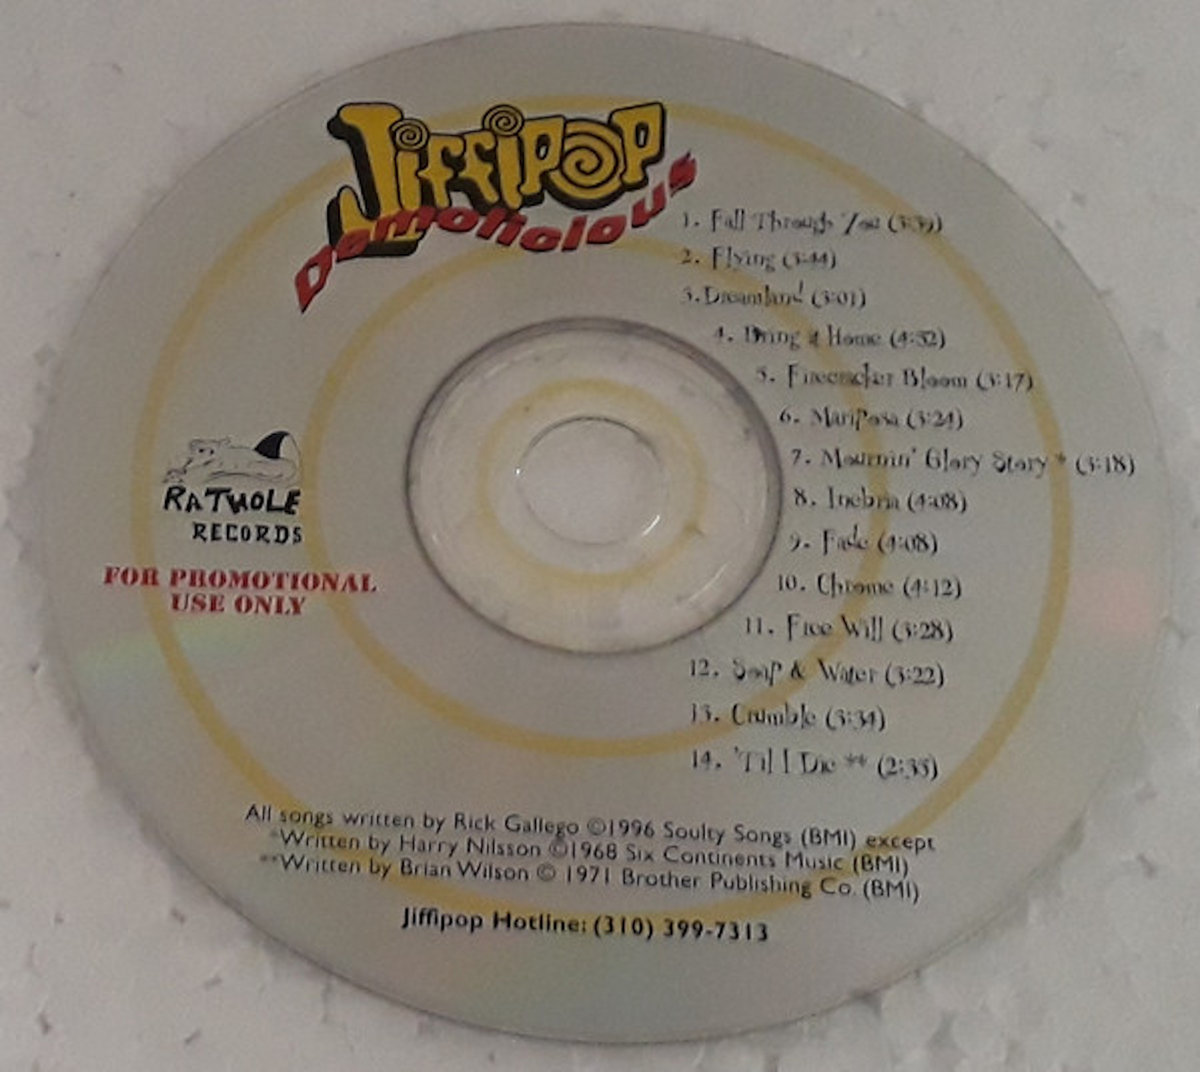 Jiffipop
Demolicious
1. Fall Through You (3:39)
2. Flying (3:44)
3. Dreamland (3:01)
4. Bring it Home (4:32)
5. Firecracker Bloom (3:17)
6. MariPosa (3:24)
7. Mournin' Glory Story * (3:18)
8. Inebria (4:08)
9. Fade (4:08)
10. Chrome (4:12)
11. Free Will (3:28)
12. Soap & Water (3:22)
13. Crumble (3:34)
14. 'Til I Die ** (2:35)
RATHOLE
RECORDS
FOR PROMOTIONAL
USE ONLY
All songs written by Rick Gallego ©1996 Soulty Songs (BMI) except
*Written by Harry Nilsson ©1968 Six Continents Music (BMI)
**Written by Brian Wilson © 1971 Brother Publishing Co. (BMI)
Jiffipop Hotline: (310) 399-7313